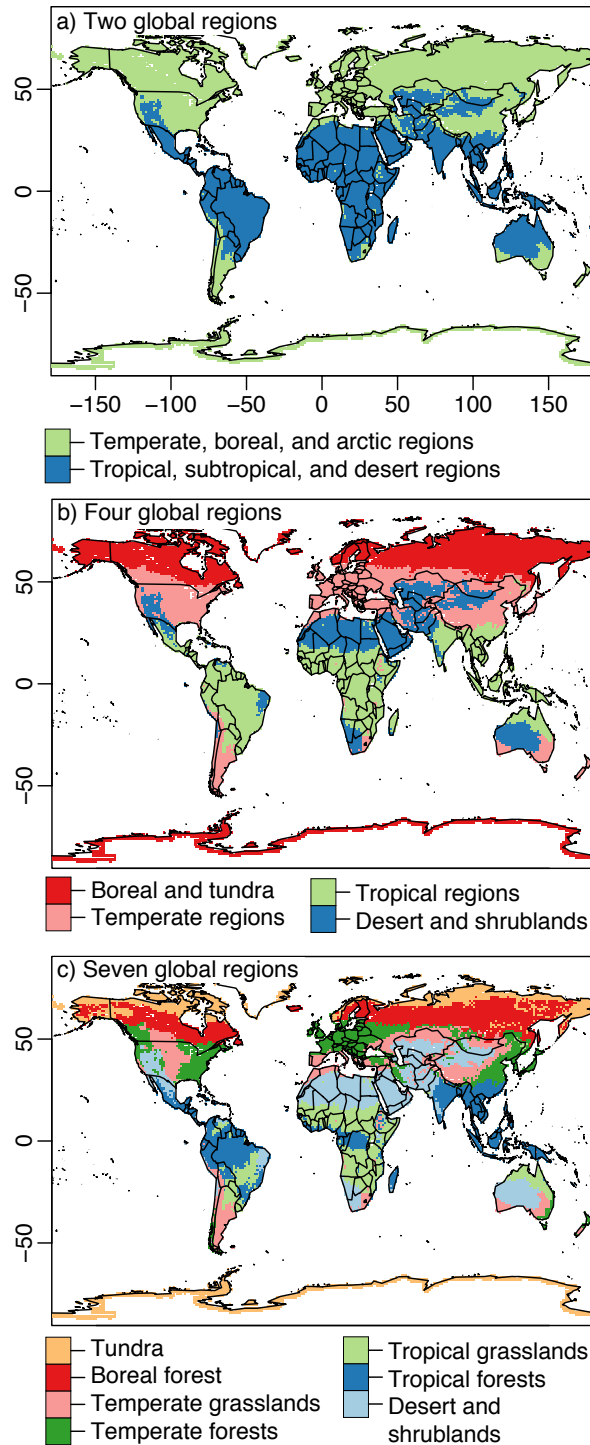 a) Two global regions
50
0
−50
−150
−100
−50
0
50
100
150
Temperate, boreal, and arctic regions
Tropical, subtropical, and desert regions
b) Four global regions
50
0
−50
Boreal and tundra
Temperate regions
Tropical regions
Desert and shrublands
c) Seven global regions
50
0
−50
Tundra
Boreal forest
Temperate grasslands
Temperate forests
Tropical grasslands
Tropical forests
Desert and
shrublands